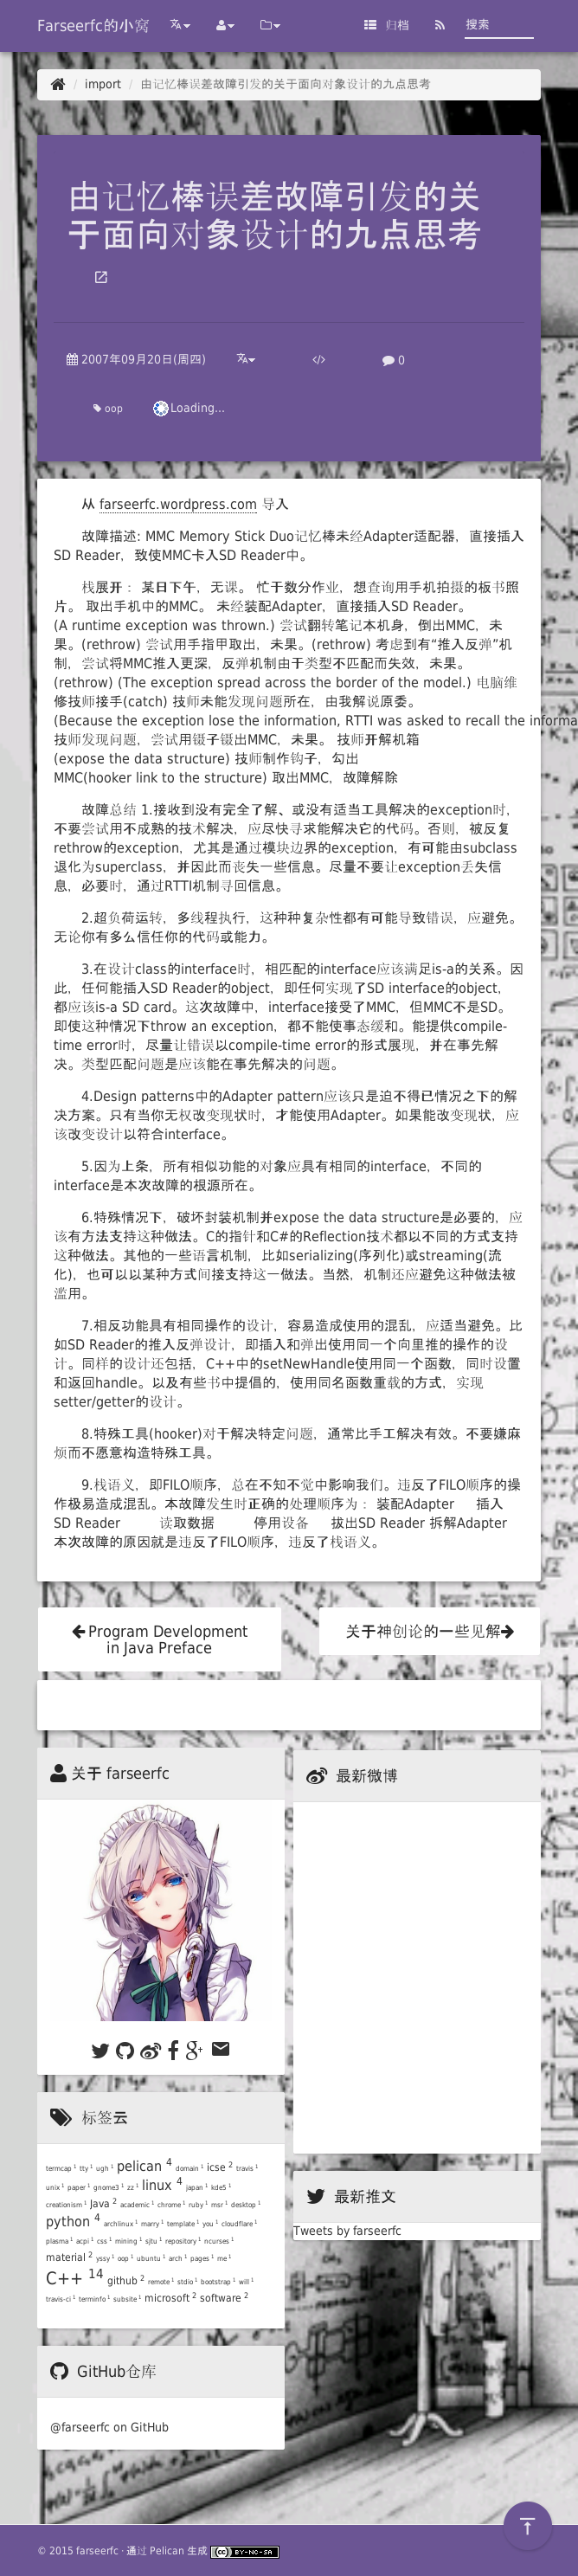 Farseerfc的小窝
归档
搜索
import / 由记忆棒误差故障引发的关于面向对象设计的九点思考
由记忆棒误差故障引发的关
于面向对象设计的九点思考
2007年09月20日(周四)
0
oop
Loading...
从 farseerfc.wordpress.com 导入
故障描述: MMC Memory Stick Duo记忆棒未经Adapter适配器，直接插入
SD Reader，致使MMC卡入SD Reader中。
栈展开： 某日下午，无课。 忙于数分作业，想查询用手机拍摄的板书照
片。 取出手机中的MMC。 未经装配Adapter，直接插入SD Reader。
(A runtime exception was thrown.) 尝试翻转笔记本机身，倒出MMC，未
果。(rethrow) 尝试用手指甲取出，未果。(rethrow) 考虑到有“推入反弹”机
制，尝试将MMC推入更深，反弹机制由于类型不匹配而失效，未果。
(rethrow) (The exception spread across the border of the model.) 电脑维
修技师接手(catch) 技师未能发现问题所在，由我解说原委。
(Because the exception lose the information, RTTI was asked to recall the informa
技师发现问题，尝试用镊子镊出MMC，未果。 技师开解机箱
(expose the data structure) 技师制作钩子，勾出
MMC(hooker link to the structure) 取出MMC，故障解除
故障总结 1.接收到没有完全了解、或没有适当工具解决的exception时，
不要尝试用不成熟的技术解决，应尽快寻求能解决它的代码。否则，被反复
rethrow的exception，尤其是通过模块边界的exception，有可能由subclass
退化为superclass，并因此而丧失一些信息。尽量不要让exception丢失信
息，必要时，通过RTTI机制寻回信息。
2.超负荷运转，多线程执行，这种种复杂性都有可能导致错误，应避免。
无论你有多么信任你的代码或能力。
3.在设计class的interface时，相匹配的interface应该满足is-a的关系。因
此，任何能插入SD Reader的object，即任何实现了SD interface的object，
都应该is-a SD card。这次故障中，interface接受了MMC，但MMC不是SD。
即使这种情况下throw an exception，都不能使事态缓和。能提供compile-
time error时，尽量让错误以compile-time error的形式展现，并在事先解
决。类型匹配问题是应该能在事先解决的问题。
4.Design patterns中的Adapter pattern应该只是迫不得已情况之下的解
决方案。只有当你无权改变现状时，才能使用Adapter。如果能改变现状，应
该改变设计以符合interface。
5.因为上条，所有相似功能的对象应具有相同的interface，不同的
interface是本次故障的根源所在。
6.特殊情况下，破坏封装机制并expose the data structure是必要的，应
该有方法支持这种做法。C的指针和C#的Reflection技术都以不同的方式支持
这种做法。其他的一些语言机制，比如serializing(序列化)或streaming(流
化)，也可以以某种方式间接支持这一做法。当然，机制还应避免这种做法被
滥用。
7.相反功能具有相同操作的设计，容易造成使用的混乱，应适当避免。比
如SD Reader的推入反弹设计，即插入和弹出使用同一个向里推的操作的设
计。同样的设计还包括，C++中的setNewHandle使用同一个函数，同时设置
和返回handle。以及有些书中提倡的，使用同名函数重载的方式，实现
setter/getter的设计。
8.特殊工具(hooker)对于解决特定问题，通常比手工解决有效。不要嫌麻
烦而不愿意构造特殊工具。
9.栈语义，即FILO顺序，总在不知不觉中影响我们。违反了FILO顺序的操
作极易造成混乱。本故障发生时正确的处理顺序为： 装配Adapter 插入
SD Reader 读取数据 停用设备 拔出SD Reader 拆解Adapter
本次故障的原因就是违反了FILO顺序，违反了栈语义。
Program Development
in Java Preface
关于神创论的一些见解
关于 farseerfc
最新微博
标签云
termcap 1 tty 1 ugh 1 pelican 4 domain 1 icse 2 travis 1
unix 1 paper 1 gnome3 1 zz 1 linux 4 japan 1 kde5 1
creationism 1 Java 2 academic 1 chrome 1 ruby 1 msr 1 desktop 1
python 4 archlinux 1 marry 1 template 1 you 1 cloudflare 1
plasma 1 acpi 1 css 1 mining 1 sjtu 1 repository 1 ncurses 1
material 2 yssy 1 oop 1 ubuntu 1 arch 1 pages 1 me 1
C++ 14 github 2 remote 1 stdio 1 bootstrap 1 will 1
travis-ci 1 terminfo 1 subsite 1 microsoft 2 software 2
最新推文
Tweets by farseerfc
GitHub仓库
@farseerfc on GitHub
© 2015 farseerfc · 通过 Pelican 生成 BY-NC-SA